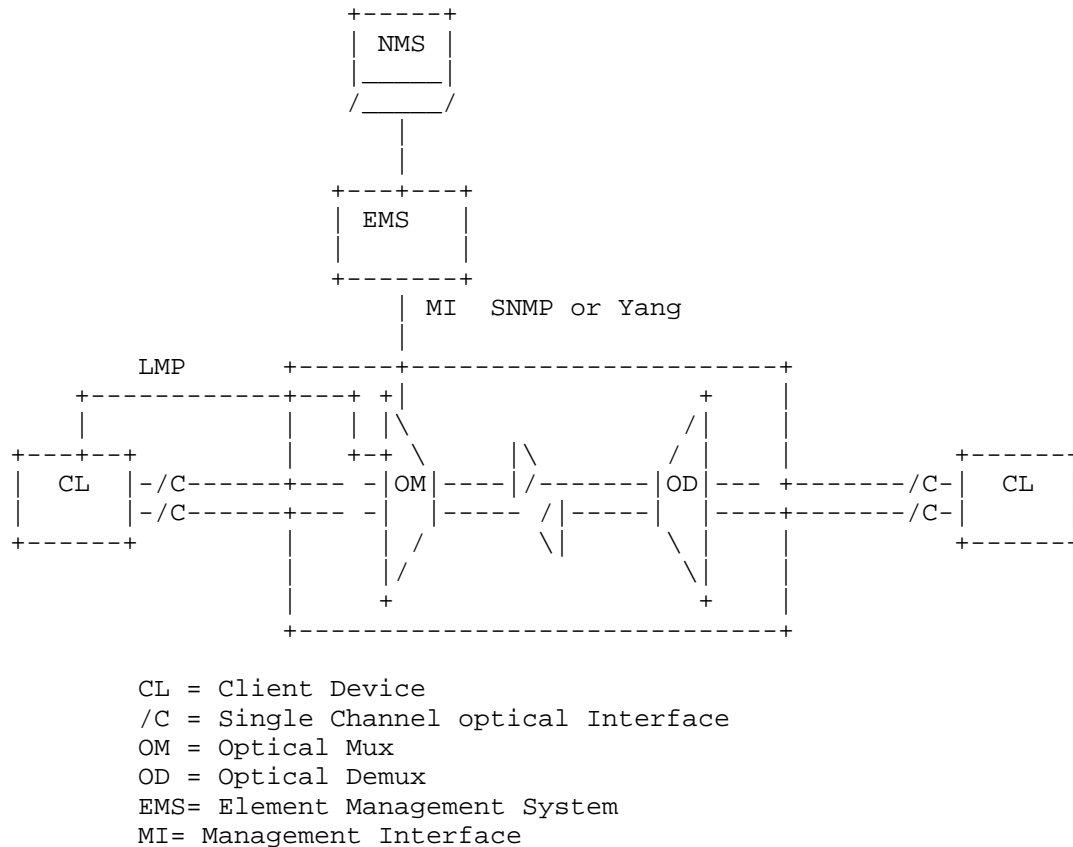 NMS
EMS
MI SNMP or Yang
LMP
CL -/C OM OD /C- CL
-/C /C-
CL = Client Device
/C = Single Channel optical Interface
OM = Optical Mux
OD = Optical Demux
EMS= Element Management System
MI= Management Interface